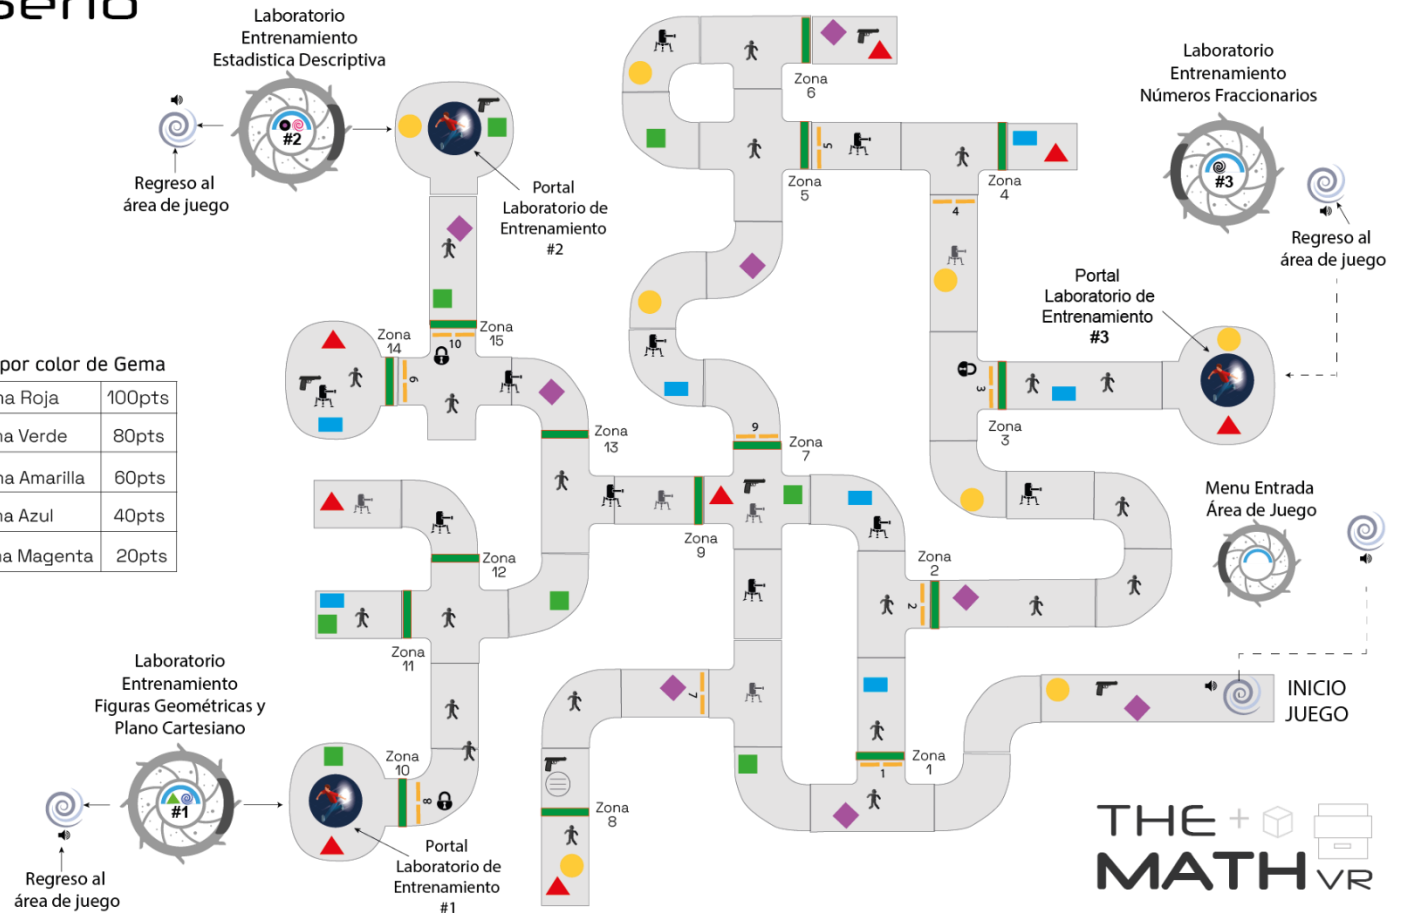 Laboratorio
Entrenamiento
Estadistica Descriptiva
#2
Regreso al
área de juego
Portal
Laboratorio de
Entrenamiento
#2
Zona
6
Zona
5
5
Zona
4
4
Laboratorio
Entrenamiento
Números Fraccionarios
#3
Regreso al
área de juego
Portal
Laboratorio de
Entrenamiento
#3
Zona
3
3
Zona
14
6
Zona
15
10
Zona
13
9
Zona
7
por color de Gema
Roja 100pts
Verde 80pts
Amarilla 60pts
Azul 40pts
Magenta 20pts
Zona
12
Zona
9
Zona
2
2
Menu Entrada
Área de Juego
Zona
11
Laboratorio
Entrenamiento
Figuras Geométricas y
Plano Cartesiano
#1
Regreso al
área de juego
Zona
10
8
Portal
Laboratorio de
Entrenamiento
#1
7
Zona
8
Zona
1
1
INICIO
JUEGO
THE
MATH VR